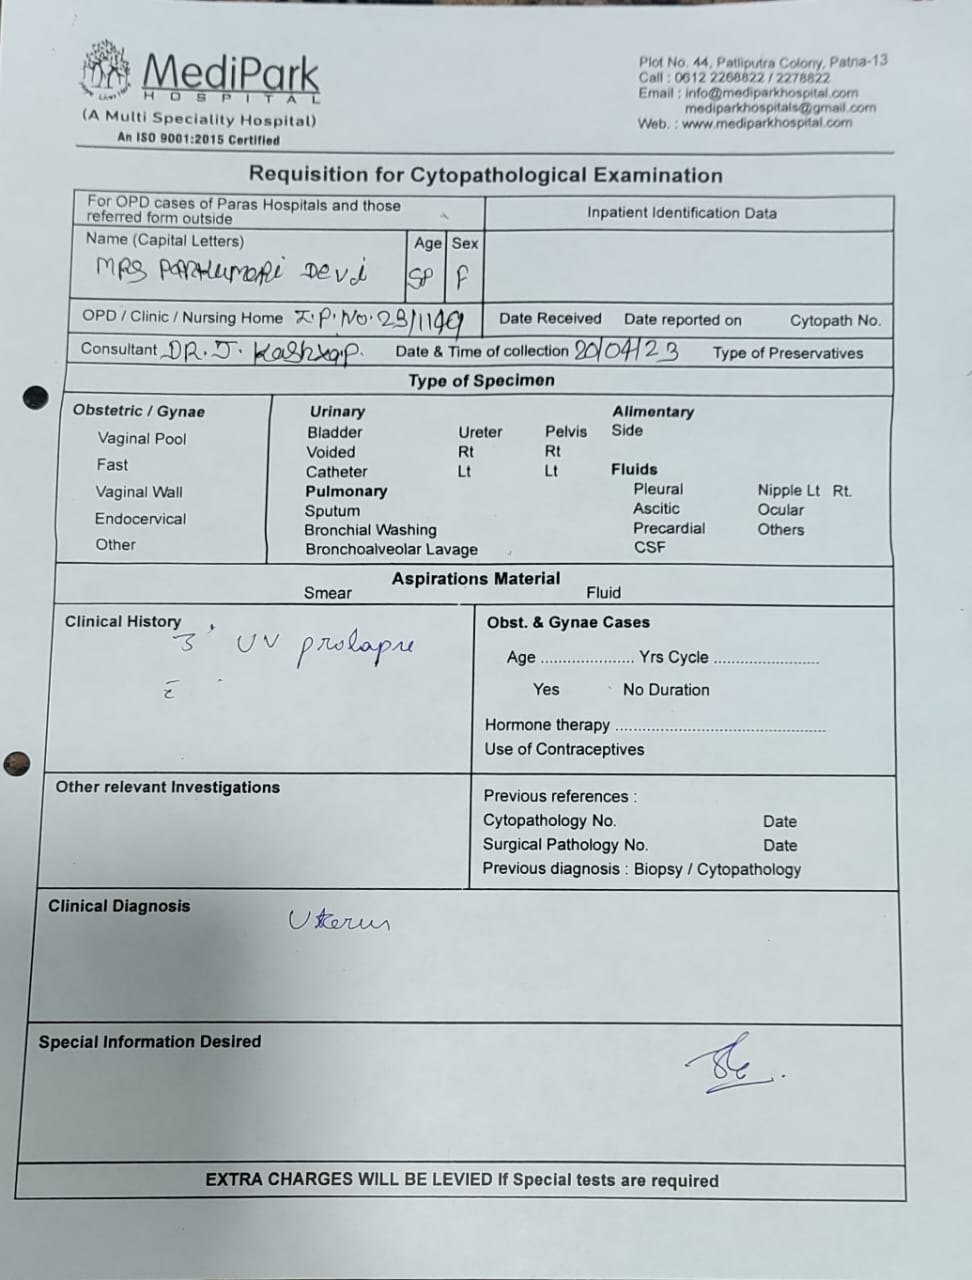 MediPark
HOSPITAL
(A Multi Speciality Hospital)
An ISO 9001:2015 Certified
Plot No. 44, Patliputra Colony, Patna-13
Call : 0612 2268822 / 2278822
Email : info@mediparkhospital.com
mediparkhospitals@gmail.com
Web. : www.mediparkhospital.com
Requisition for Cytopathological Examination
For OPD cases of Paras Hospitals and those
referred form outside
Inpatient Identification Data
Name (Capital Letters) Age Sex
MRS Devi F
OPD / Clinic / Nursing Home I.P.No.23/1149 Date Received Date reported on Cytopath No.
Consultant DR. J. Kashyap. Date & Time of collection 20/04/23 Type of Preservatives
Type of Specimen
Obstetric / Gynae
Vaginal Pool
Fast
Vaginal Wall
Endocervical
Other
Urinary
Bladder Ureter Pelvis
Voided Rt Rt
Catheter Lt Lt
Pulmonary
Sputum
Bronchial Washing
Bronchoalveolar Lavage
Alimentary
Side
Fluids
Pleural Nipple Lt Rt.
Ascitic Ocular
Precardial Others
CSF
Aspirations Material
Smear Fluid
Clinical History
3° UV prolapse
Obst. & Gynae Cases
Age ..................... Yrs Cycle ........................
Yes No Duration
Hormone therapy ................................................
Use of Contraceptives
Other relevant Investigations
Previous references :
Cytopathology No. Date
Surgical Pathology No. Date
Previous diagnosis : Biopsy / Cytopathology
Clinical Diagnosis
Uterus
Special Information Desired
EXTRA CHARGES WILL BE LEVIED If Special tests are required